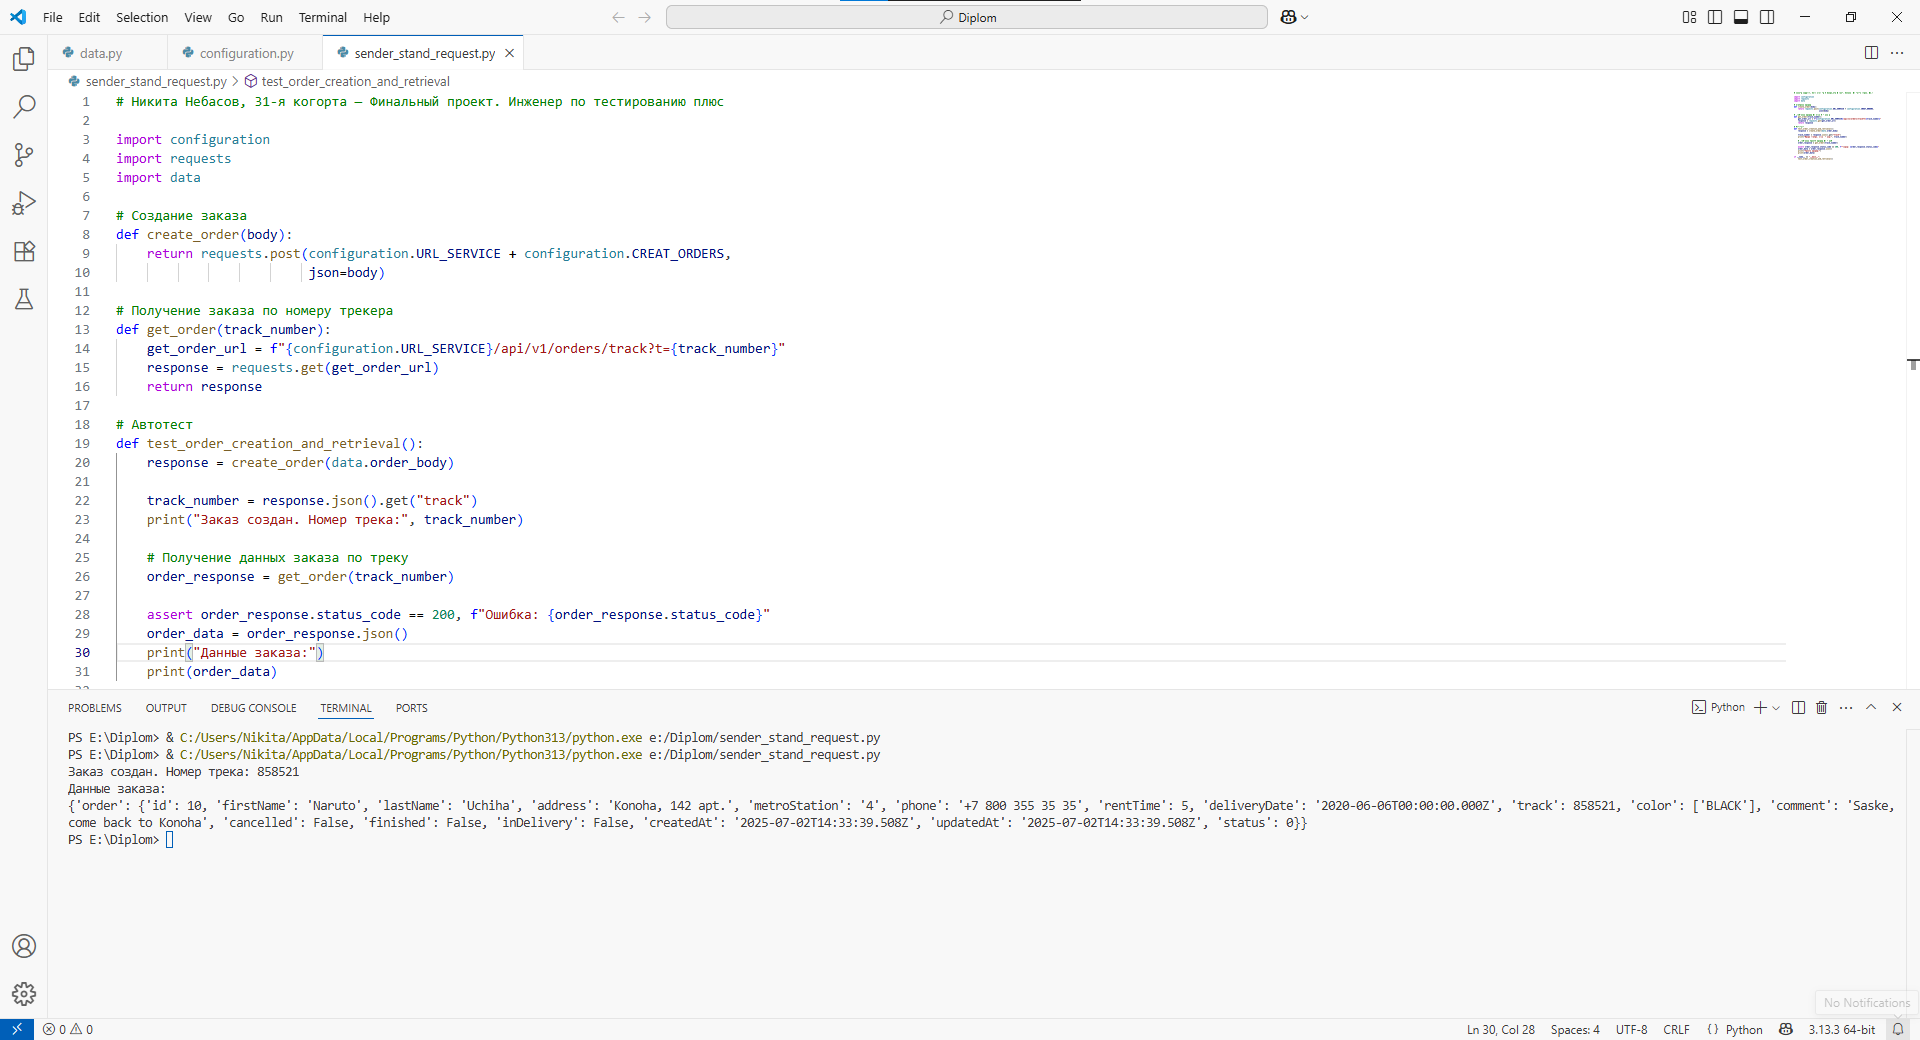 File Edit Selection View Go Run Terminal Help
Diplom
data.py configuration.py sender_stand_request.py
sender_stand_request.py > test_order_creation_and_retrieval
1 # Никита Небасов, 31-я когорта — Финальный проект. Инженер по тестированию плюс
2
3 import configuration
4 import requests
5 import data
6
7 # Создание заказа
8 def create_order(body):
9 return requests.post(configuration.URL_SERVICE + configuration.CREAT_ORDERS,
10 json=body)
11
12 # Получение заказа по номеру трекера
13 def get_order(track_number):
14 get_order_url = f"{configuration.URL_SERVICE}/api/v1/orders/track?t={track_number}"
15 response = requests.get(get_order_url)
16 return response
17
18 # Автотест
19 def test_order_creation_and_retrieval():
20 response = create_order(data.order_body)
21
22 track_number = response.json().get("track")
23 print("Заказ создан. Номер трека:", track_number)
24
25 # Получение данных заказа по треку
26 order_response = get_order(track_number)
27
28 assert order_response.status_code == 200, f"Ошибка: {order_response.status_code}"
29 order_data = order_response.json()
30 print("Данные заказа:")
31 print(order_data)
PROBLEMS OUTPUT DEBUG CONSOLE TERMINAL PORTS
Python
PS E:\Diplom> & C:/Users/Nikita/AppData/Local/Programs/Python/Python313/python.exe e:/Diplom/sender_stand_request.py
PS E:\Diplom> & C:/Users/Nikita/AppData/Local/Programs/Python/Python313/python.exe e:/Diplom/sender_stand_request.py
Заказ создан. Номер трека: 858521
Данные заказа:
{'order': {'id': 10, 'firstName': 'Naruto', 'lastName': 'Uchiha', 'address': 'Konoha, 142 apt.', 'metroStation': '4', 'phone': '+7 800 355 35 35', 'rentTime': 5, 'deliveryDate': '2020-06-06T00:00:00.000Z', 'track': 858521, 'color': ['BLACK'], 'comment': 'Saske,
come back to Konoha', 'cancelled': False, 'finished': False, 'inDelivery': False, 'createdAt': '2025-07-02T14:33:39.508Z', 'updatedAt': '2025-07-02T14:33:39.508Z', 'status': 0}}
PS E:\Diplom>
No Notifications
0 0 Ln 30, Col 28 Spaces: 4 UTF-8 CRLF {} Python 3.13.3 64-bit